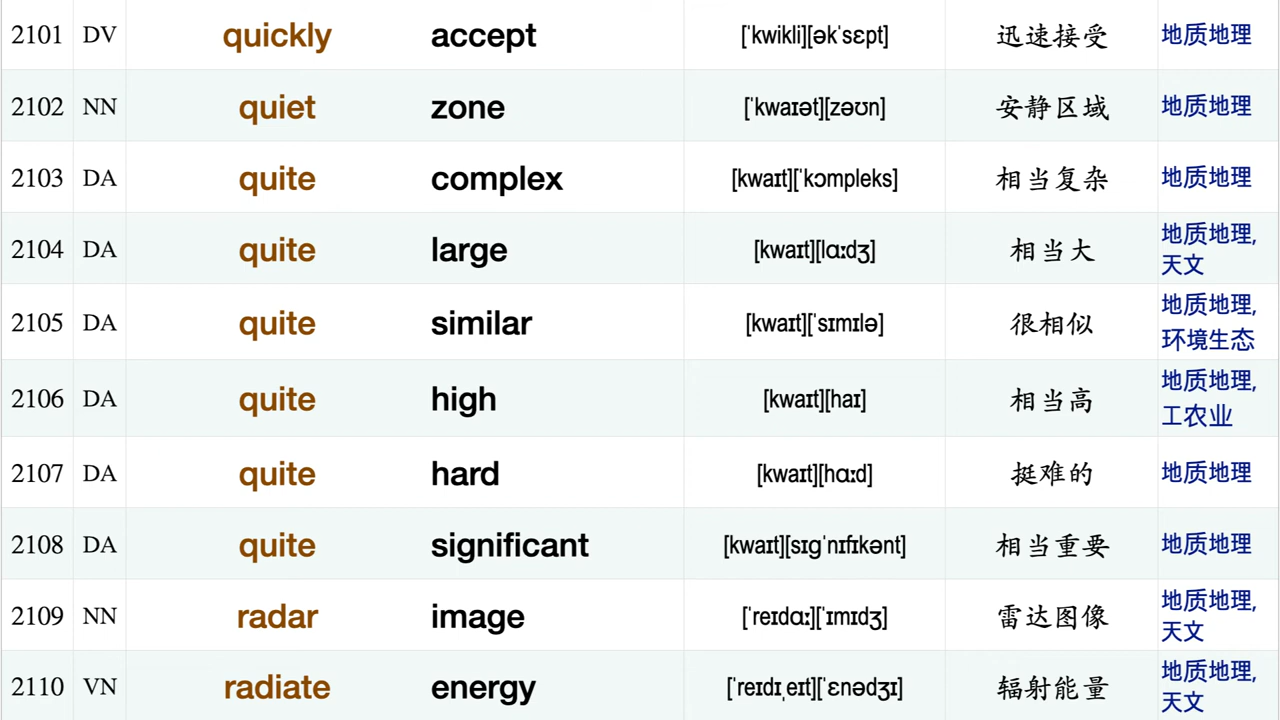 2101 DV quickly accept [ˈkwikli][əkˈsɛpt] 迅速接受 地质地理
2102 NN quiet zone [ˈkwaɪət][zəʊn] 安静区域 地质地理
2103 DA quite complex [kwaɪt][ˈkɔmpleks] 相当复杂 地质地理
2104 DA quite large [kwaɪt][lɑːdʒ] 相当大 地质地理,
天文
2105 DA quite similar [kwaɪt][ˈsɪmɪlə] 很相似 地质地理,
环境生态
2106 DA quite high [kwaɪt][haɪ] 相当高 地质地理,
工农业
2107 DA quite hard [kwaɪt][hɑːd] 挺难的 地质地理
2108 DA quite significant [kwaɪt][sɪɡˈnɪfɪkənt] 相当重要 地质地理
2109 NN radar image [ˈreɪdɑː][ˈɪmɪdʒ] 雷达图像 地质地理,
天文
2110 VN radiate energy [ˈreɪdɪˌeɪt][ˈɛnədʒɪ] 辐射能量 地质地理,
天文